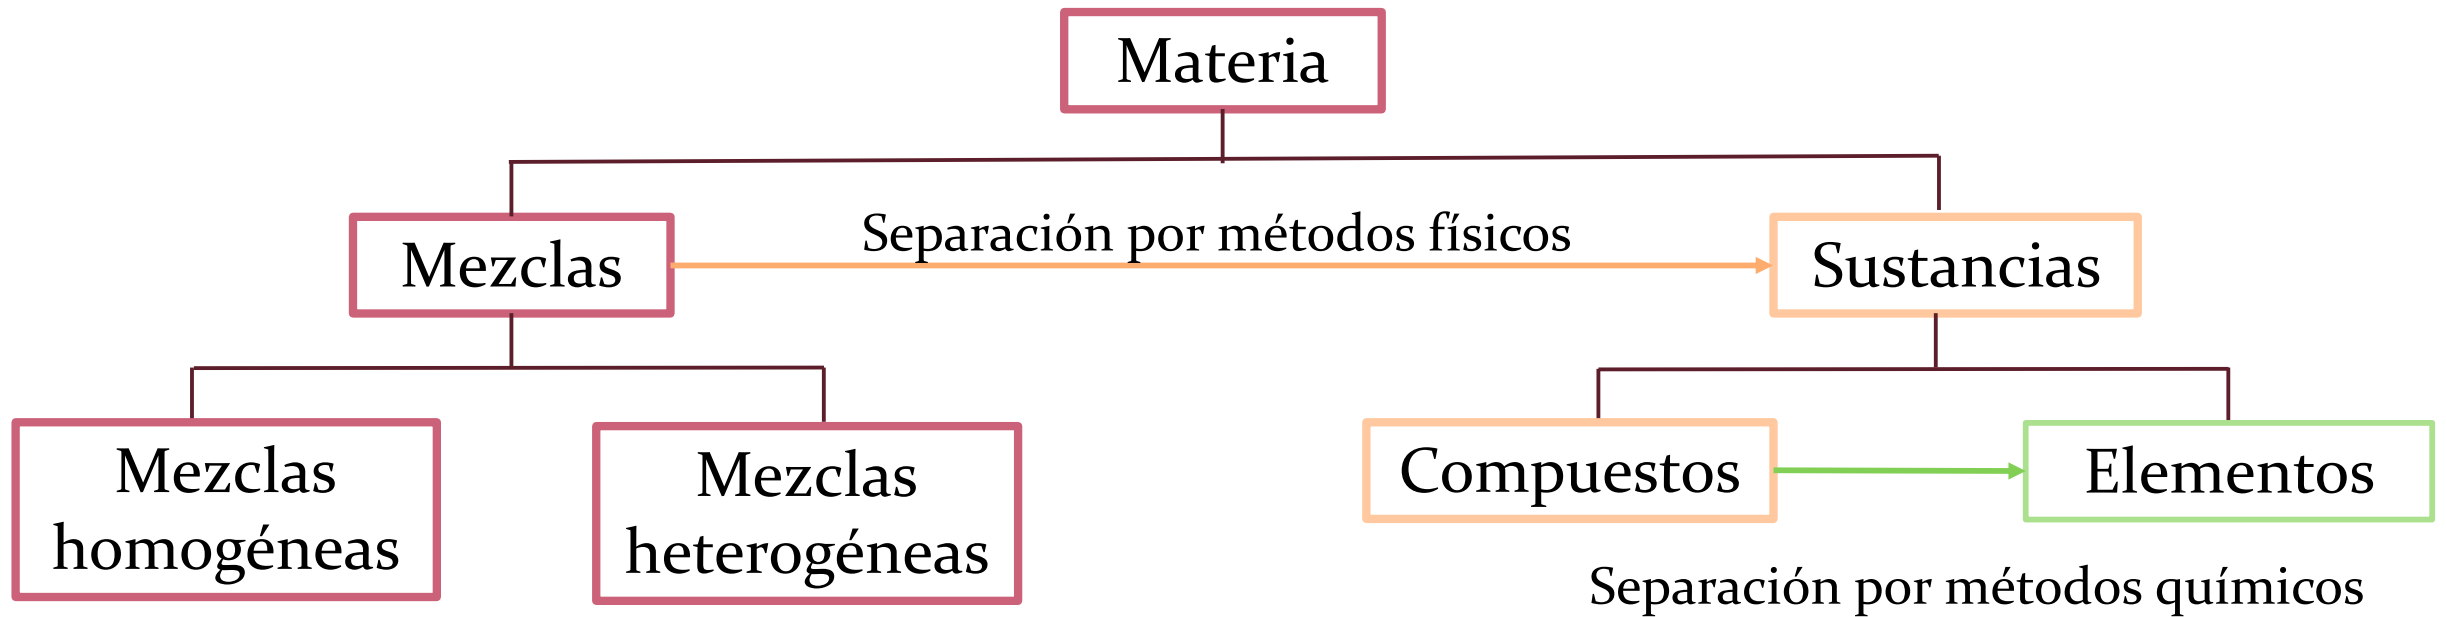 Materia
Separación por métodos físicos
Mezclas
Sustancias
Mezclas
homogéneas
Mezclas
heterogéneas
Compuestos
Elementos
Separación por métodos químicos